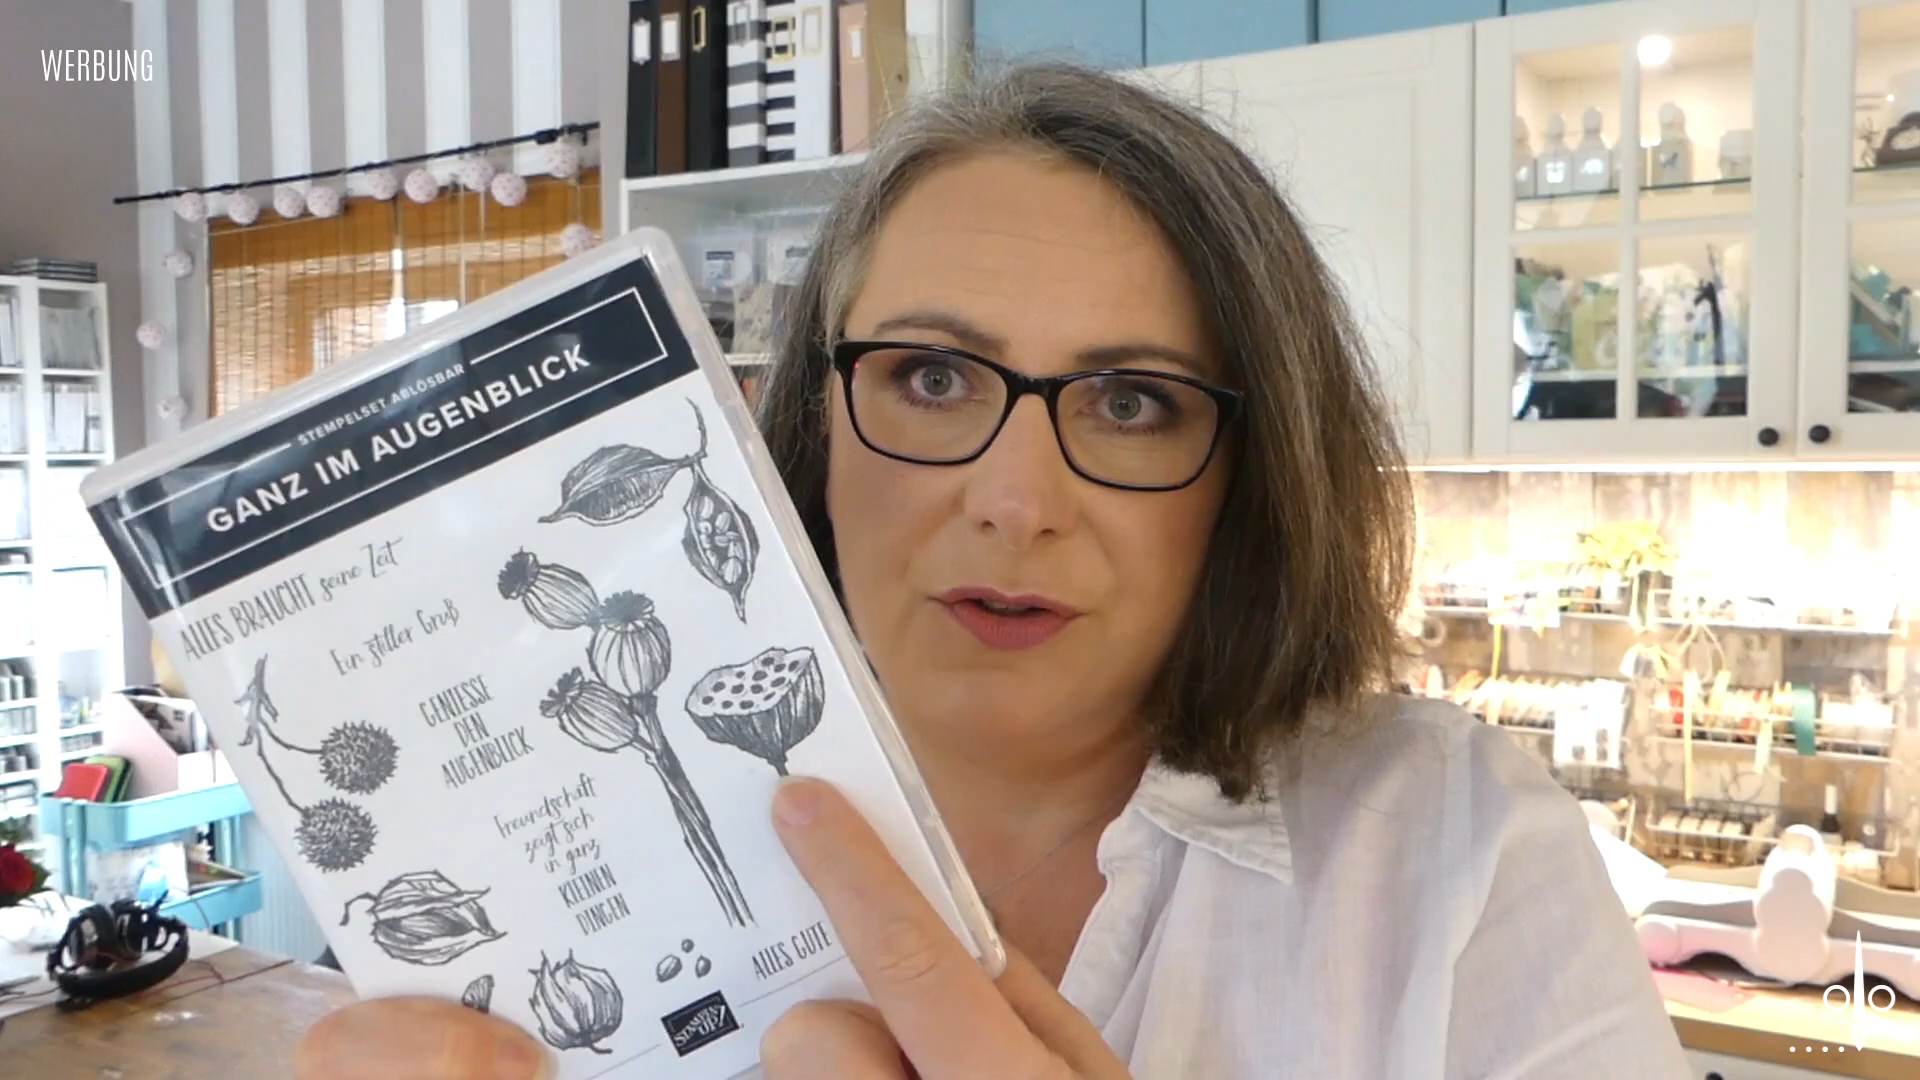 WERBUNG
STEMPELSET ABLÖSBAR
GANZ IM AUGENBLICK
ALLES BRAUCHT seine Zeit
Ein stiller Gruß
GENIESSE
DEN
AUGENBLICK
Freundschaft
zeigt sich
in ganz
KLEINEN
DINGEN
ALLES GUTE
STAMPIN'
UP!